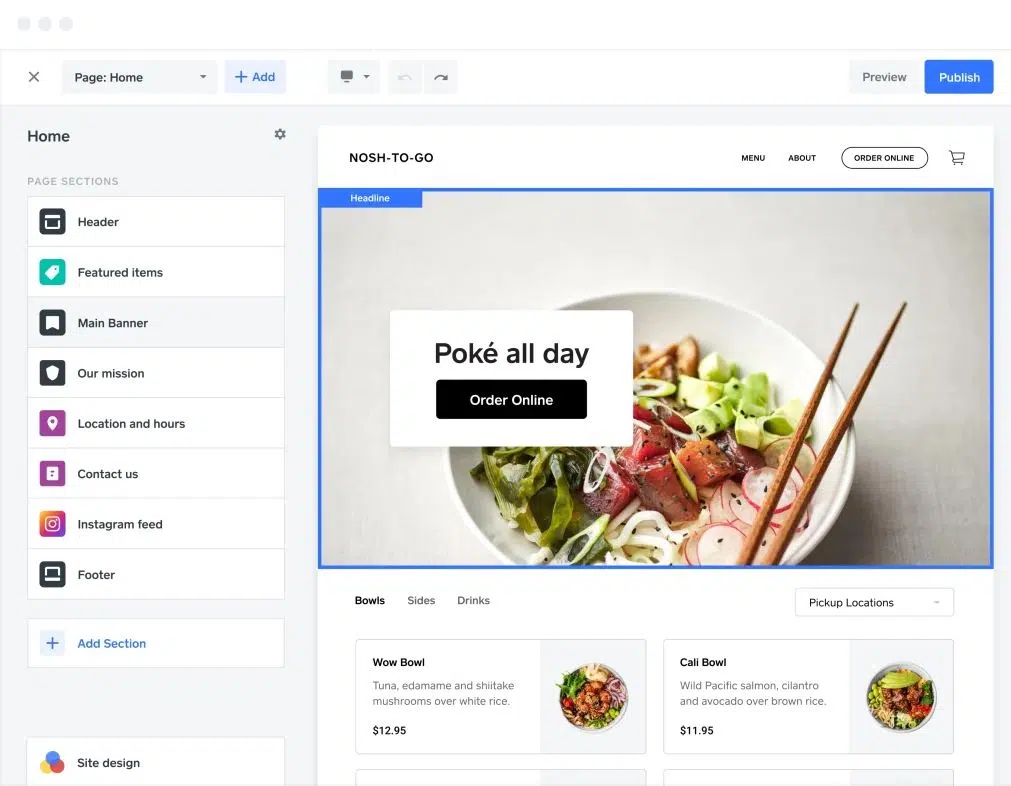 Page: Home
+ Add
Preview
Publish
Home
PAGE SECTIONS
Header
Featured items
Main Banner
Our mission
Location and hours
Contact us
Instagram feed
Footer
+ Add Section
Site design
NOSH-TO-GO
MENU
ABOUT
ORDER ONLINE
Headline
Poké all day
Order Online
Bowls
Sides
Drinks
Pickup Locations
Wow Bowl
Tuna, edamame and shiitake
mushrooms over white rice.
$12.95
Cali Bowl
Wild Pacific salmon, cilantro
and avocado over brown rice.
$11.95